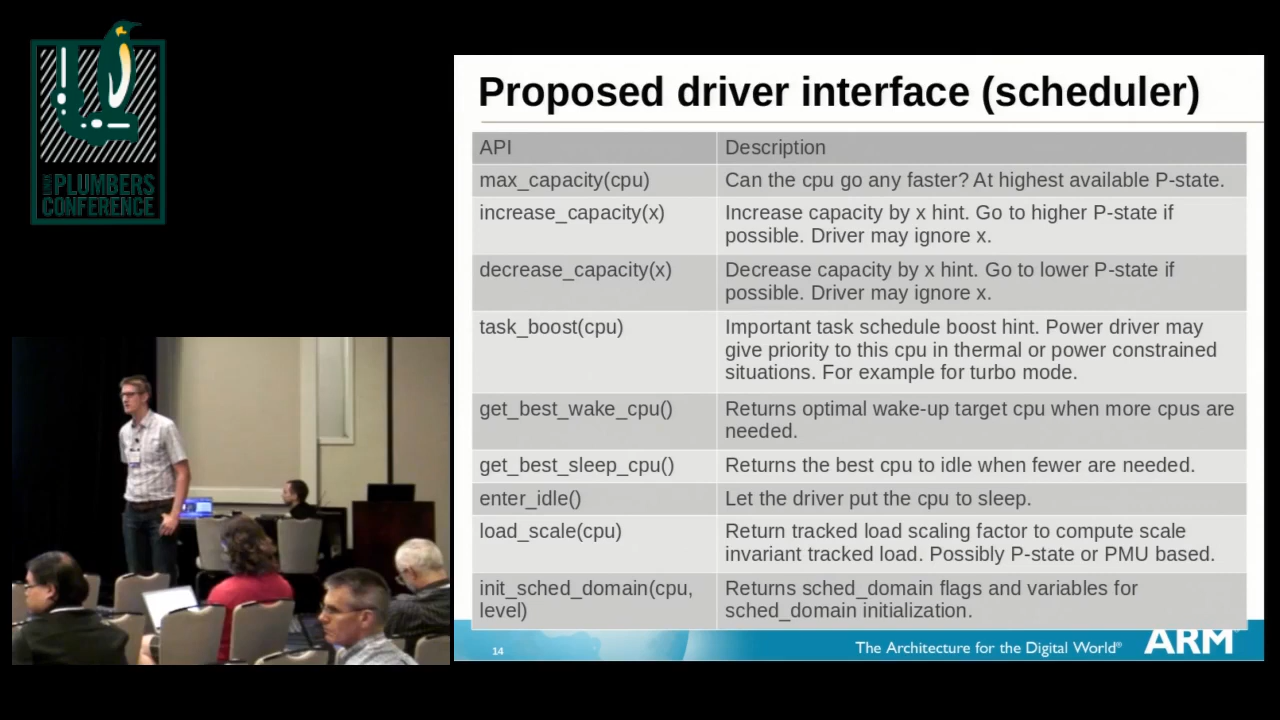 LINUX
PLUMBERS
CONFERENCE
Proposed driver interface (scheduler)
API Description
max_capacity(cpu) Can the cpu go any faster? At highest available P-state.
increase_capacity(x) Increase capacity by x hint. Go to higher P-state if
possible. Driver may ignore x.
decrease_capacity(x) Decrease capacity by x hint. Go to lower P-state if
possible. Driver may ignore x.
task_boost(cpu) Important task schedule boost hint. Power driver may
give priority to this cpu in thermal or power constrained
situations. For example for turbo mode.
get_best_wake_cpu() Returns optimal wake-up target cpu when more cpus are
needed.
get_best_sleep_cpu() Returns the best cpu to idle when fewer are needed.
enter_idle() Let the driver put the cpu to sleep.
load_scale(cpu) Return tracked load scaling factor to compute scale
invariant tracked load. Possibly P-state or PMU based.
init_sched_domain(cpu, Returns sched_domain flags and variables for
level) sched_domain initialization.
14 The Architecture for the Digital World® ARM